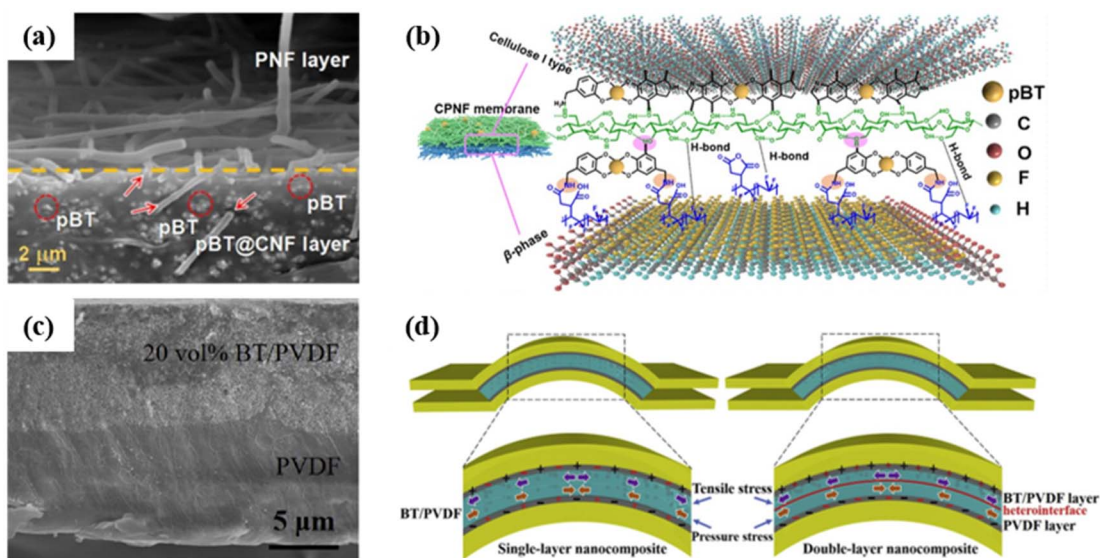 (a)
PNF layer
pBT
pBT
pBT
pBT@CNF layer
2 μm
(b)
Cellulose I type
CPNF membrane
β-phase
H-bond
H-bond
H-bond
pBT
C
O
F
H
(c)
20 vol% BT/PVDF
PVDF
5 μm
(d)
Tensile stress
BT/PVDF
Pressure stress
BT/PVDF layer
heterointerface
PVDF layer
Single-layer nanocomposite
Double-layer nanocomposite